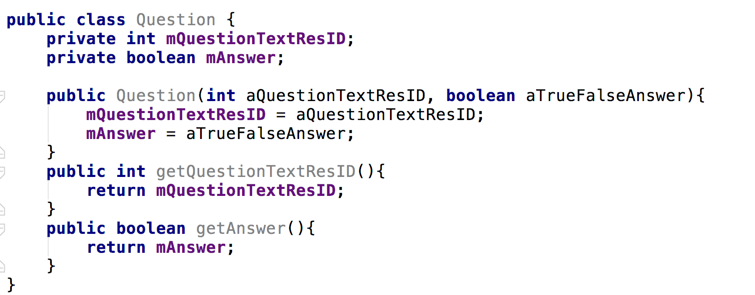 public class Question {
    private int mQuestionTextResID;
    private boolean mAnswer;

    public Question(int aQuestionTextResID, boolean aTrueFalseAnswer){
        mQuestionTextResID = aQuestionTextResID;
        mAnswer = aTrueFalseAnswer;
    }
    public int getQuestionTextResID(){
        return mQuestionTextResID;
    }
    public boolean getAnswer(){
        return mAnswer;
    }
}